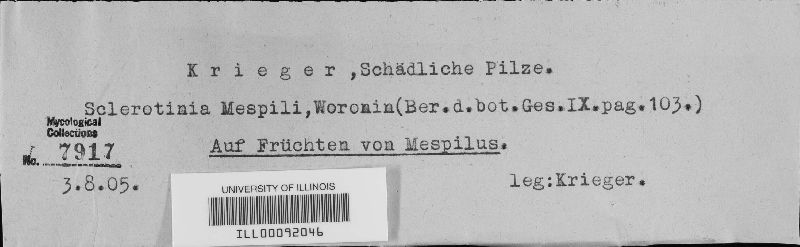 Krieger,Schädliche Pilze.
Sclerotinia Mespili,Woronin(Ber.d.bot.Ges.IX.pag.103.)
Mycological
Collections
No. 7917
Auf Früchten von Mespilus.
3.8.05.
leg:Krieger.
UNIVERSITY OF ILLINOIS
ILL00092046